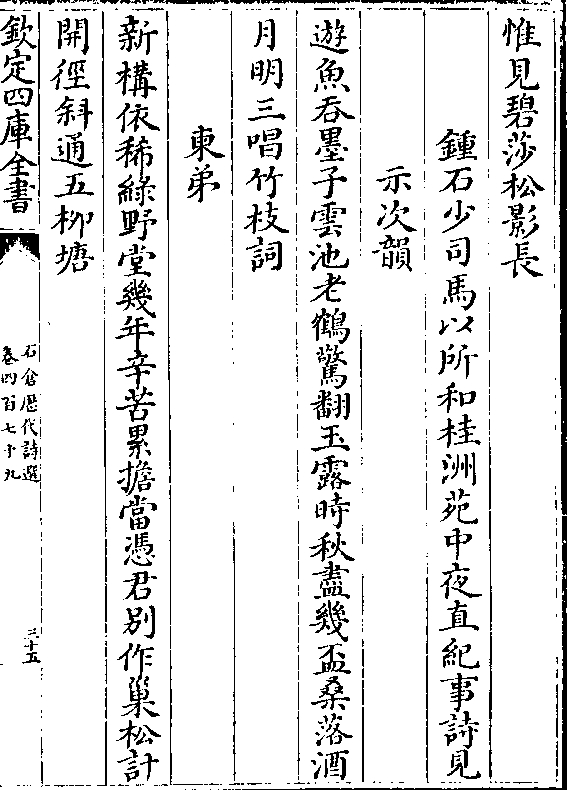 惟見碧莎松影長
鍾石少司馬以所和桂洲苑中夜直紀事詩見
示次韻
遊魚吞墨子雲池老鶴驚翻玉露時秋盡幾盃桑落酒
月明三唱竹枝詞
柬弟
新構依稀綠野堂幾年辛苦累擔當憑君别作巢松計
開徑斜通五柳塘
欽定四庫全書
石倉歷代詩選
卷四百七十九
三十五